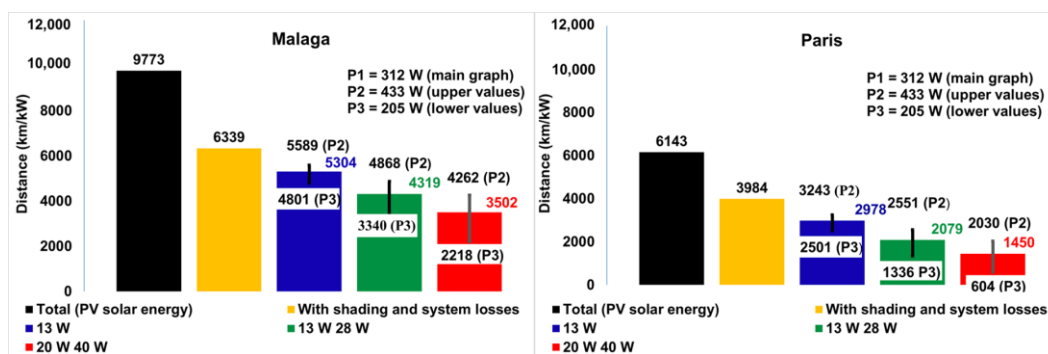 Malaga
Distance (km/kW)
12,000
10,000
8000
6000
4000
2000
0
P1 = 312 W (main graph)
P2 = 433 W (upper values)
P3 = 205 W (lower values)
9773
6339
5589 (P2)
5304
4801 (P3)
4868 (P2)
4319
3340 (P3)
4262 (P2)
3502
2218 (P3)
Total (PV solar energy)
With shading and system losses
13 W
13 W 28 W
20 W 40 W
Paris
Distance (km/kW)
12,000
10,000
8000
6000
4000
2000
0
P1 = 312 W (main graph)
P2 = 433 W (upper values)
P3 = 205 W (lower values)
6143
3984
3243 (P2)
2978
2501 (P3)
2551 (P2)
2079
1336 P3)
2030 (P2)
1450
604 (P3)
Total (PV solar energy)
With shading and system losses
13 W
13 W 28 W
20 W 40 W